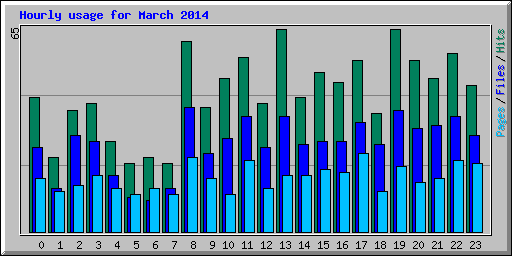 Hourly usage for March 2014
65
Pages/Files/Hits
0 1 2 3 4 5 6 7 8 9 10 11 12 13 14 15 16 17 18 19 20 21 22 23